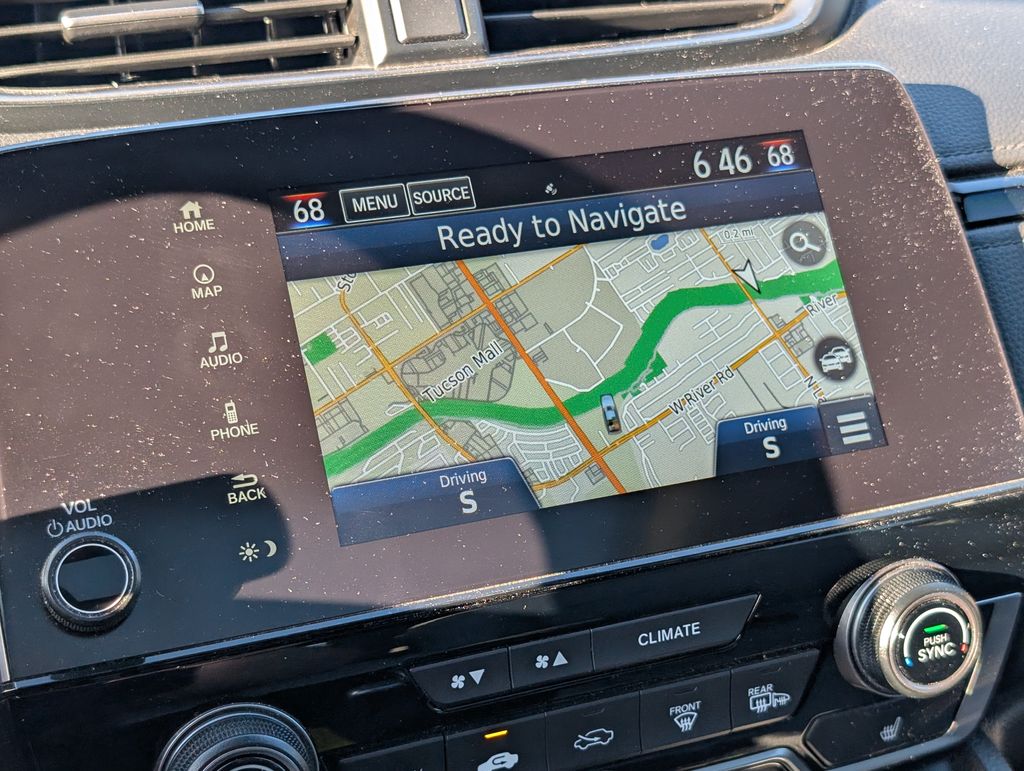 68
MENU
SOURCE
6 46
68
Ready to Navigate
HOME
MAP
AUDIO
PHONE
BACK
VOL
AUDIO
0.2 mi
River
Tucson Mall
W River Rd
Driving
S
Driving
S
CLIMATE
PUSH
SYNC
FRONT
REAR